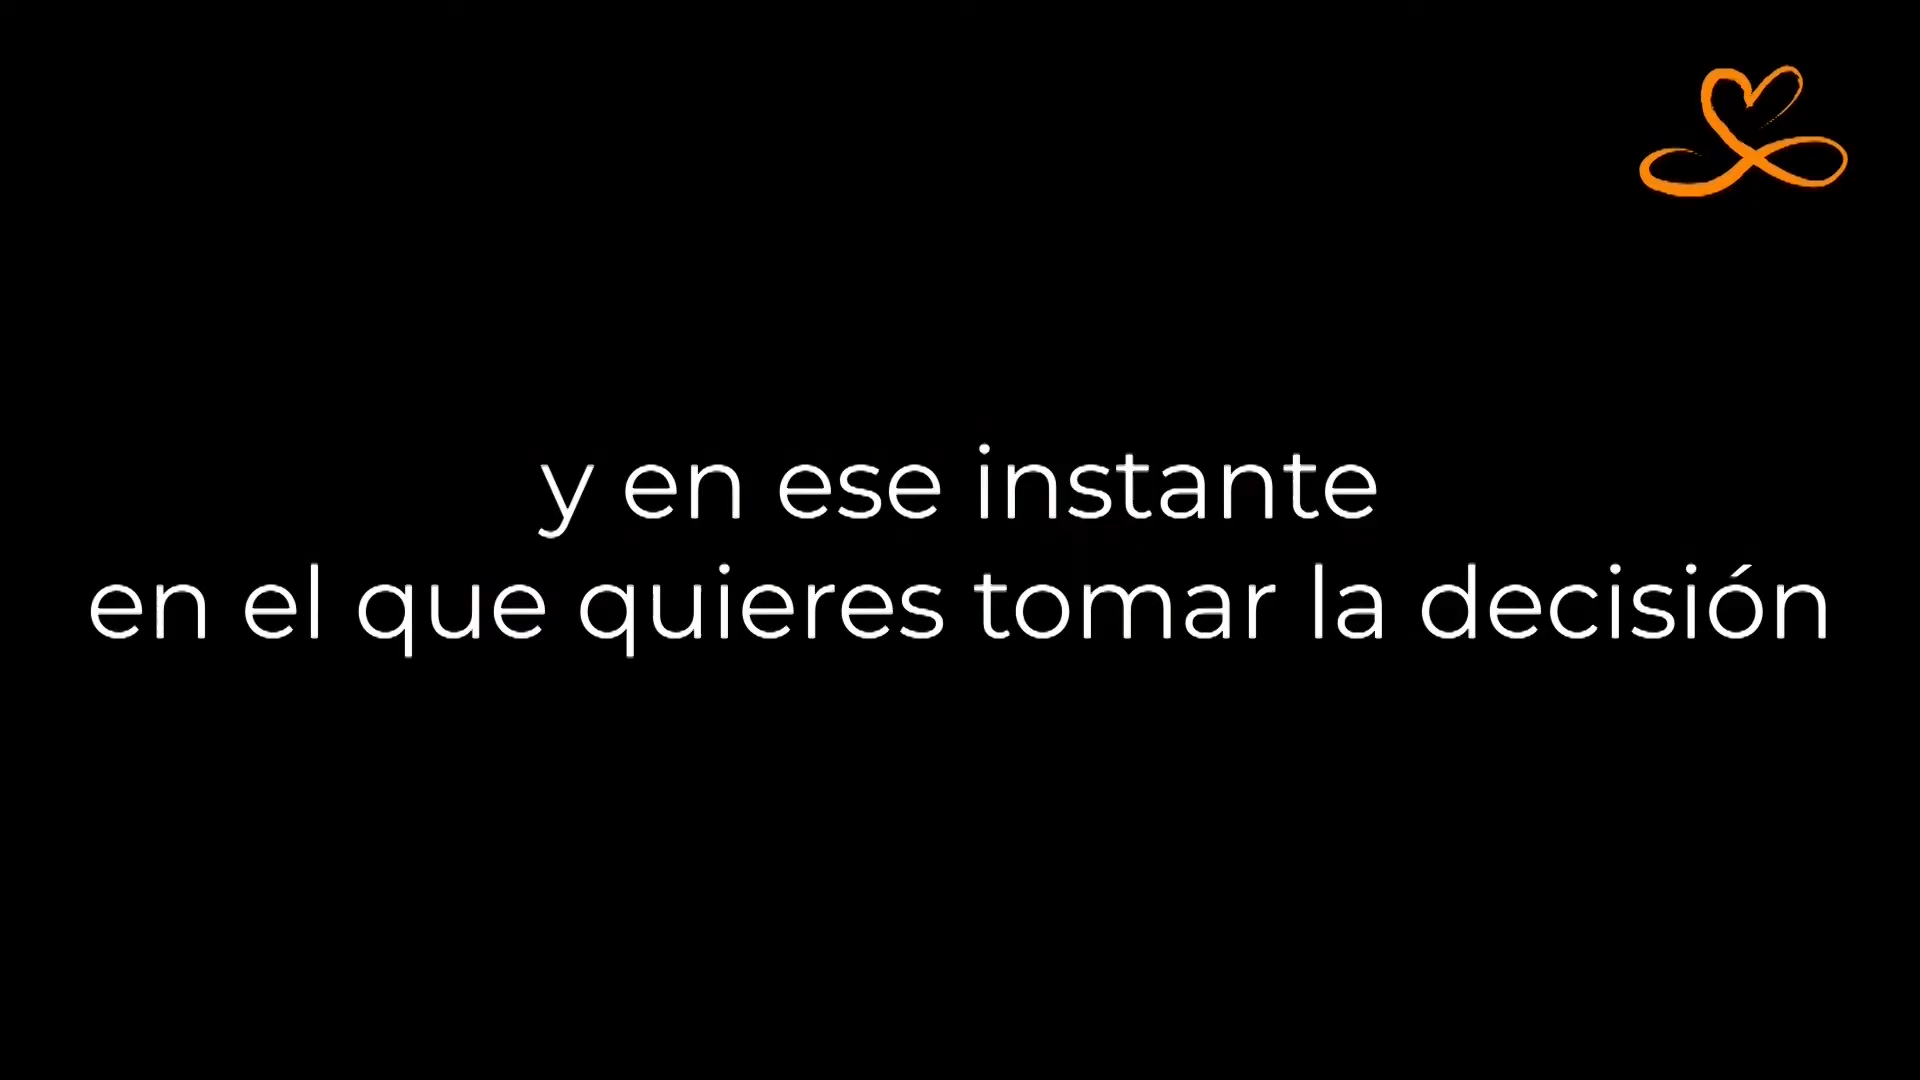 y en ese instante
en el que quieres tomar la decisión